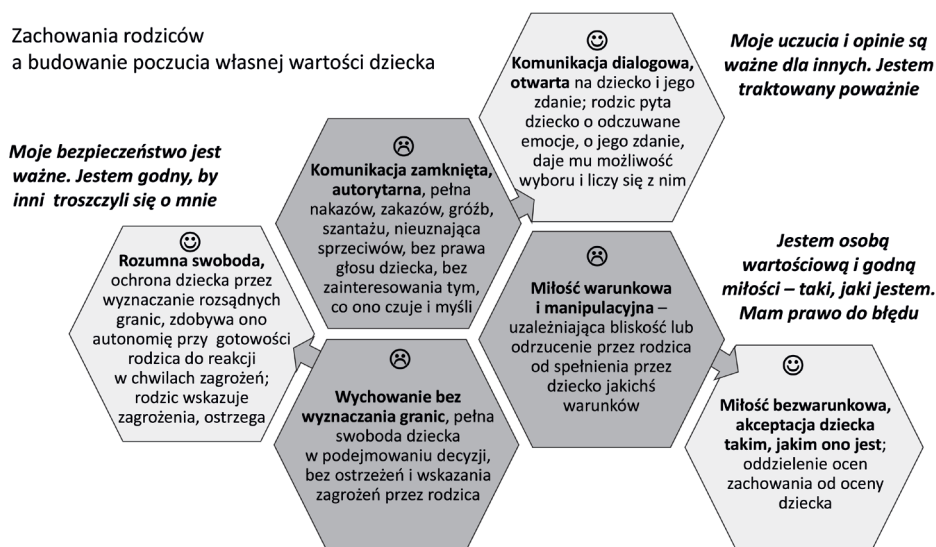 Zachowania rodziców
a budowanie poczucia własnej wartości dziecka
Komunikacja dialogowa,
otwarta na dziecko i jego
zdanie; rodzic pyta
dziecko o odczuwane
emocje, o jego zdanie,
daje mu możliwość
wyboru i liczy się z nim
Moje uczucia i opinie są
ważne dla innych. Jestem
traktowany poważnie
Moje bezpieczeństwo jest
ważne. Jestem godny, by
inni troszczyli się o mnie
Komunikacja zamknięta,
autorytarna, pełna
nakazów, zakazów, gróźb,
szantażu, nieuznająca
sprzeciwów, bez prawa
głosu dziecka, bez
zainteresowania tym,
co ono czuje i myśli
Rozumna swoboda,
ochrona dziecka przez
wyznaczanie rozsądnych
granic, zdobywa ono
autonomię przy gotowości
rodzica do reakcji
w chwilach zagrożeń;
rodzic wskazuje
zagrożenia, ostrzega
Miłość warunkowa
i manipulacyjna –
uzależniająca bliskość lub
odrzucenie przez rodzica
od spełnienia przez
dziecko jakichś
warunków
Jestem osobą
wartościową i godną
miłości – taki, jaki jestem.
Mam prawo do błędu
Wychowanie bez
wyznaczania granic, pełna
swoboda dziecka
w podejmowaniu decyzji,
bez ostrzeżeń i wskazania
zagrożeń przez rodzica
Miłość bezwarunkowa,
akceptacja dziecka
takim, jakim ono jest;
oddzielenie ocen
zachowania od oceny
dziecka